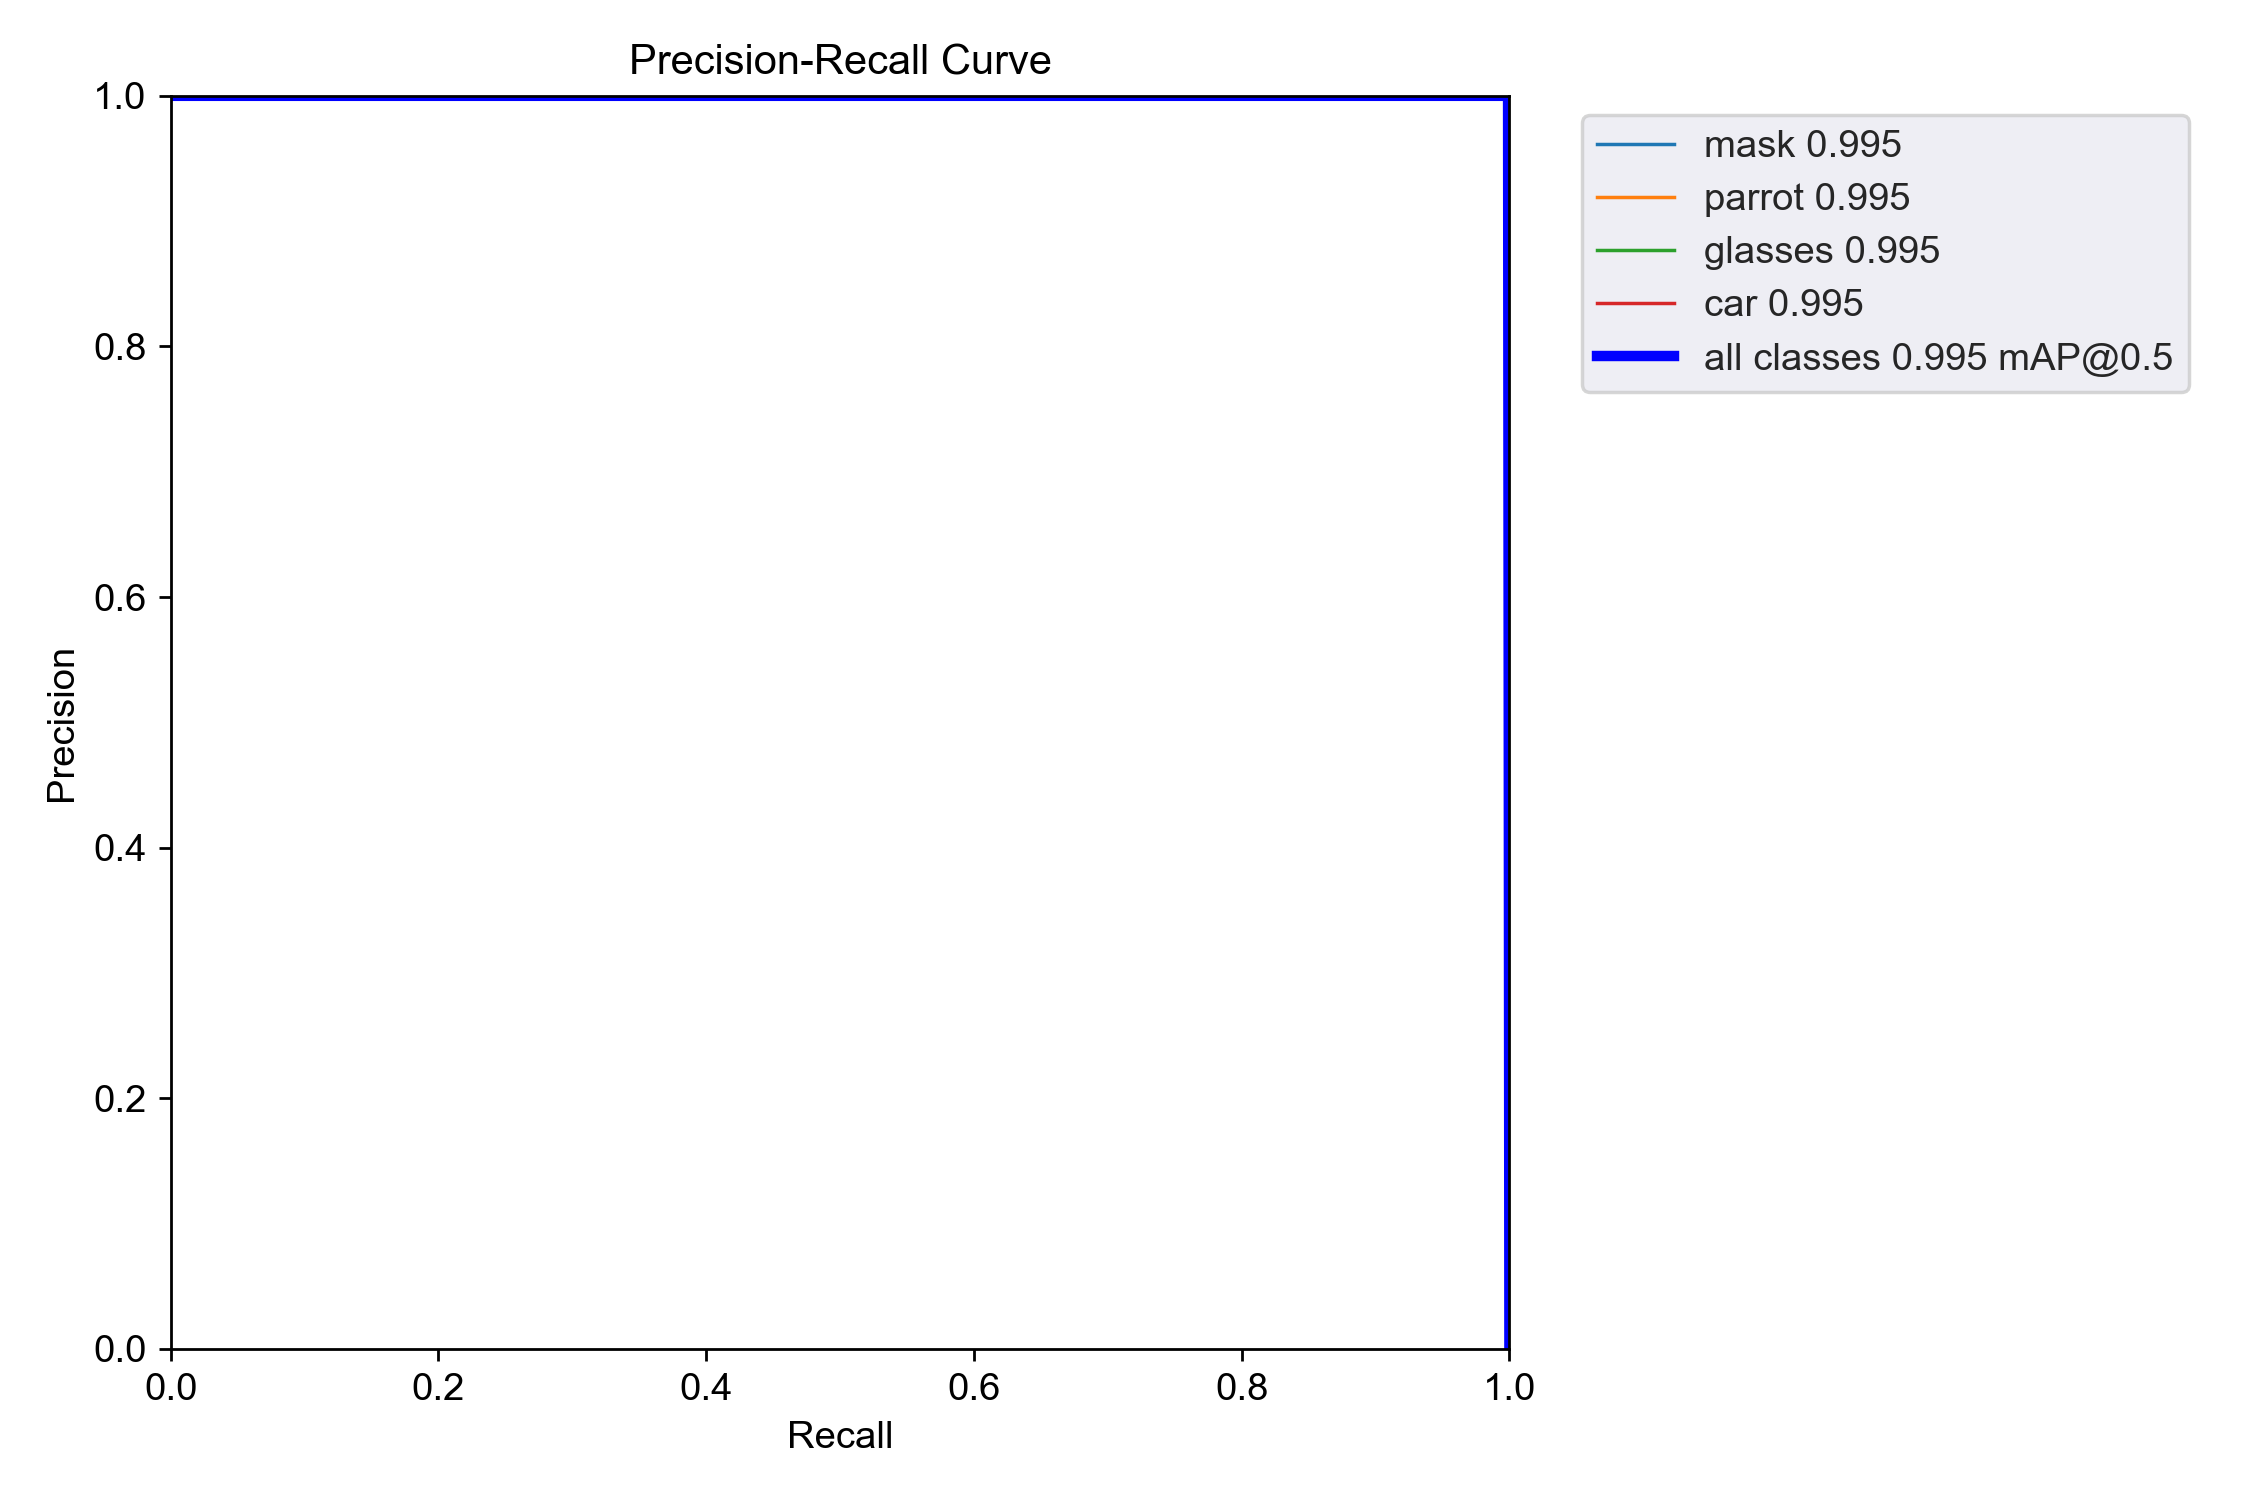 Precision-Recall Curve
1.0
0.8
0.6
0.4
0.2
0.0
Precision
0.0 0.2 0.4 0.6 0.8 1.0
Recall
mask 0.995
parrot 0.995
glasses 0.995
car 0.995
all classes 0.995 mAP@0.5